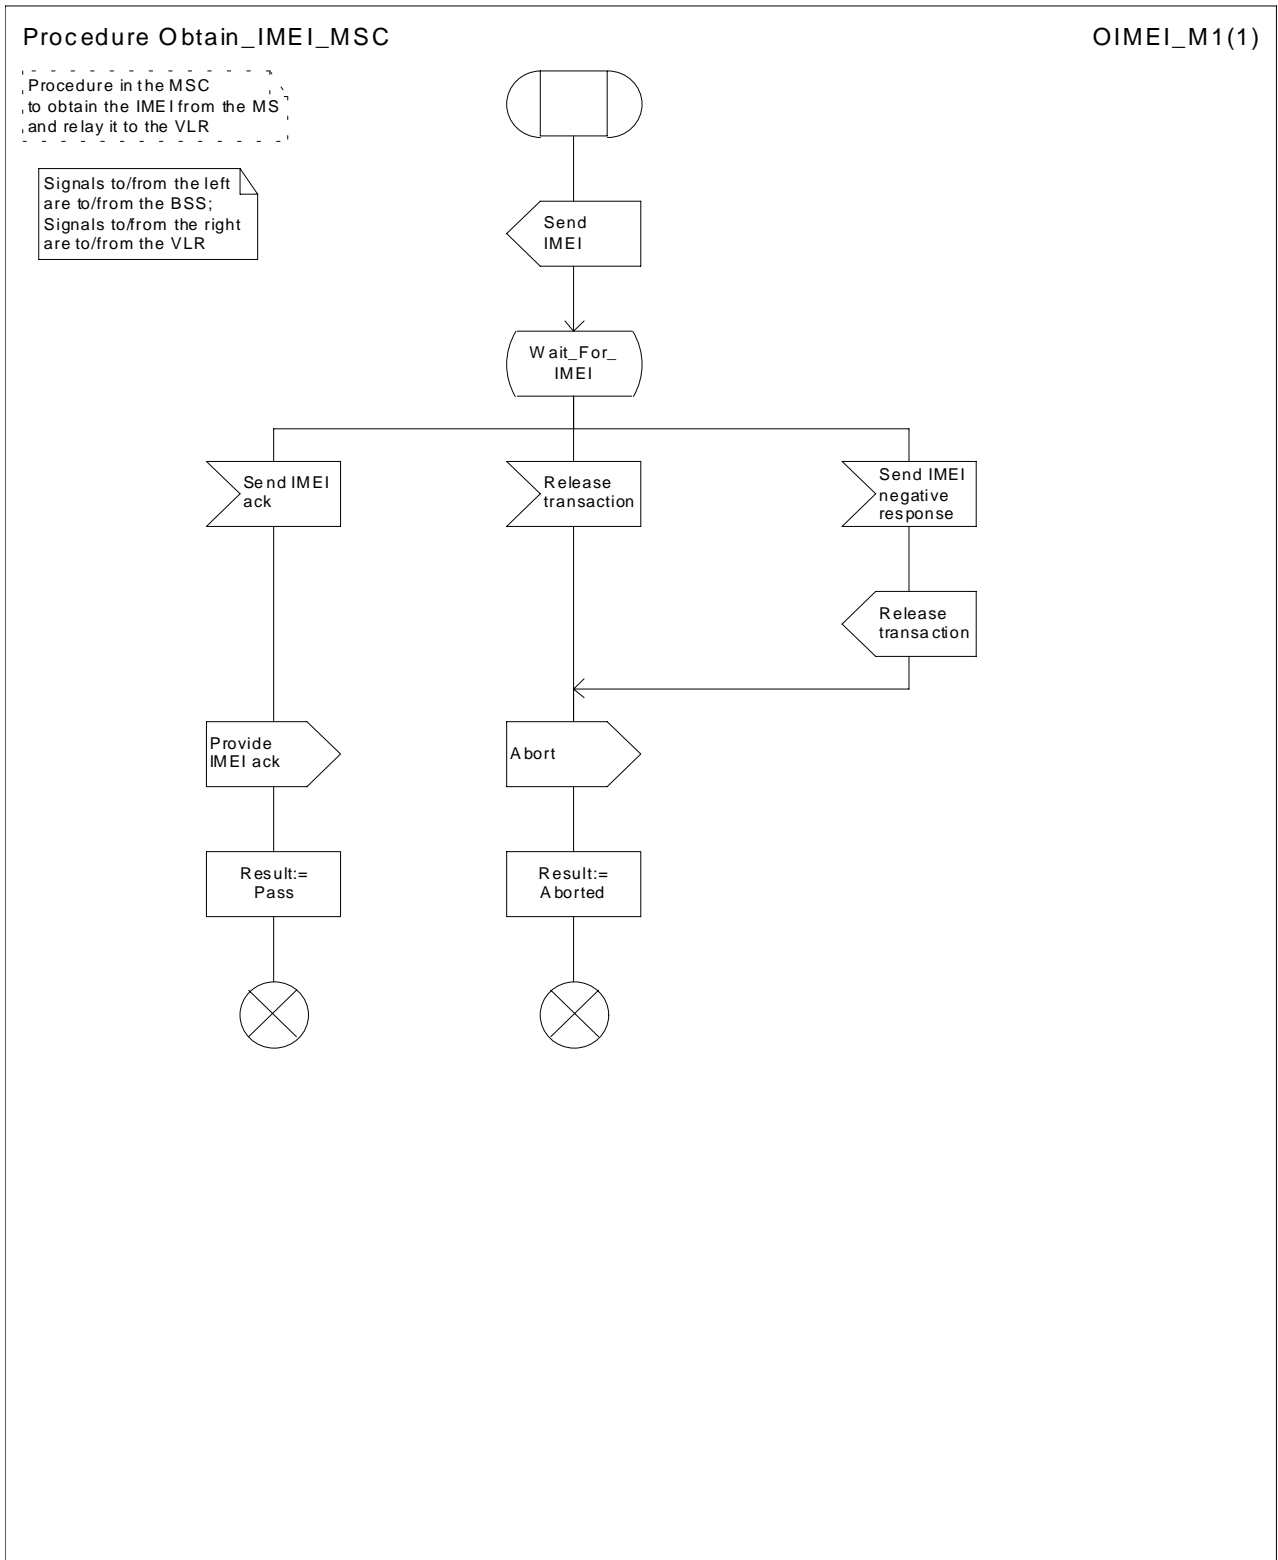 Procedure Obtain_IMEI_MSC
OIMEI_M1(1)
Procedure in the MSC
to obtain the IMEI from the MS
and relay it to the VLR
Signals to/from the left
are to/from the BSS;
Signals to/from the right
are to/from the VLR
Send
IMEI
Wait_For_
IMEI
Send IMEI
ack
Release
transaction
Send IMEI
negative
response
Release
transaction
Provide
IMEI ack
Abort
Result:=
Pass
Result:=
Aborted